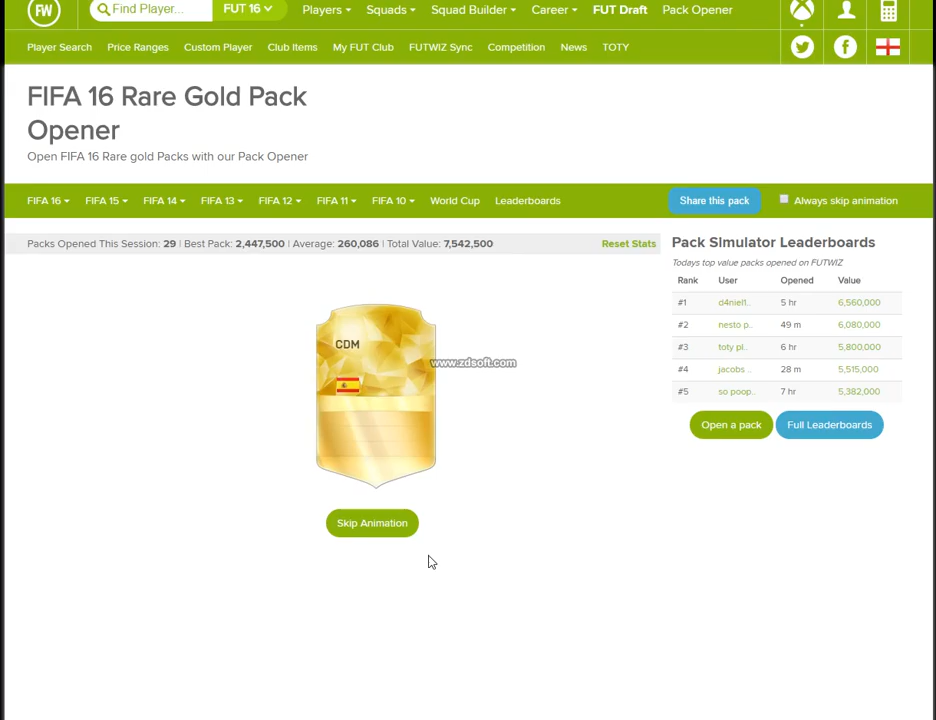 FW
Find Player...
FUT 16
Players
Squads
Squad Builder
Career
FUT Draft
Pack Opener
Player Search
Price Ranges
Custom Player
Club Items
My FUT Club
FUTWIZ Sync
Competition
News
TOTY
FIFA 16 Rare Gold Pack
Opener
Open FIFA 16 Rare gold Packs with our Pack Opener
FIFA 16
FIFA 15
FIFA 14
FIFA 13
FIFA 12
FIFA 11
FIFA 10
World Cup
Leaderboards
Share this pack
Always skip animation
Packs Opened This Session: 29 | Best Pack: 2,447,500 | Average: 260,086 | Total Value: 7,542,500
Reset Stats
CDM
www.zdsoft.com
Skip Animation
Pack Simulator Leaderboards
Todays top value packs opened on FUTWIZ
Rank User Opened Value
#1 d4niel1.. 5 hr 6,560,000
#2 nesto p.. 49 m 6,080,000
#3 toty pl.. 6 hr 5,800,000
#4 jacobs .. 28 m 5,515,000
#5 so poop.. 7 hr 5,382,000
Open a pack
Full Leaderboards